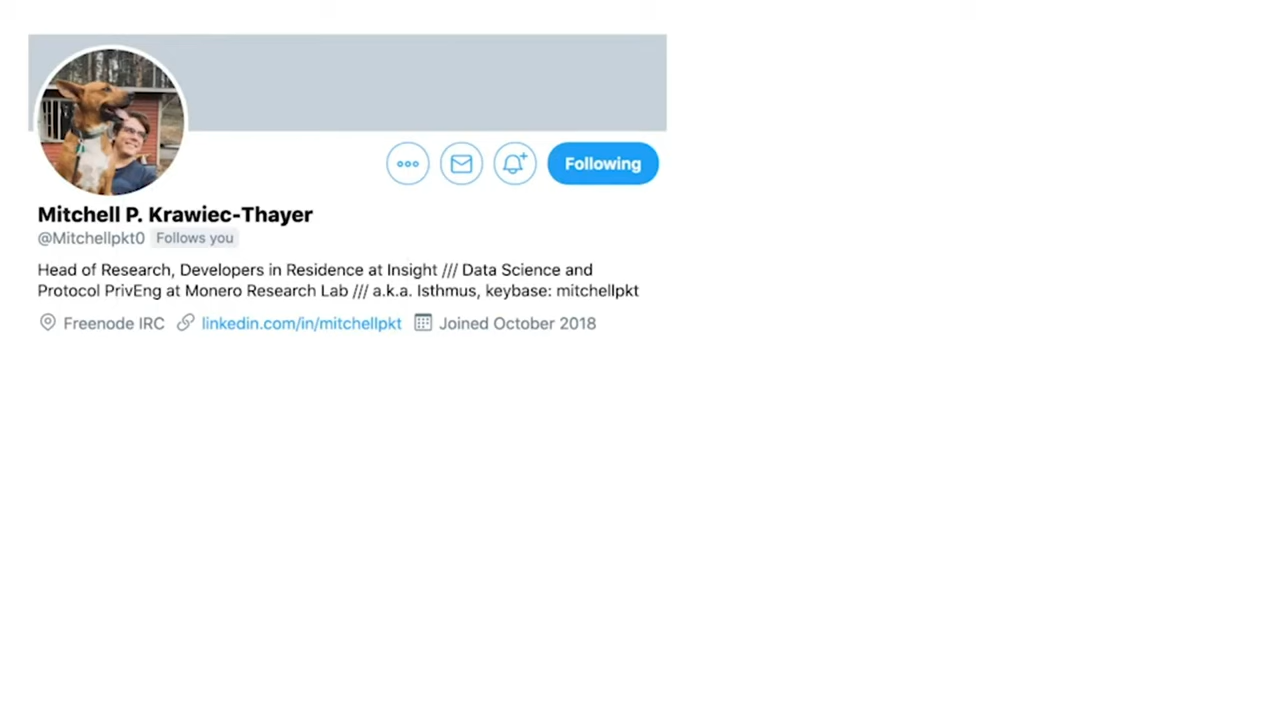 Following
Mitchell P. Krawiec-Thayer
@Mitchellpkt0 Follows you
Head of Research, Developers in Residence at Insight /// Data Science and
Protocol PrivEng at Monero Research Lab /// a.k.a. Isthmus, keybase: mitchellpkt
Freenode IRC linkedin.com/in/mitchellpkt Joined October 2018